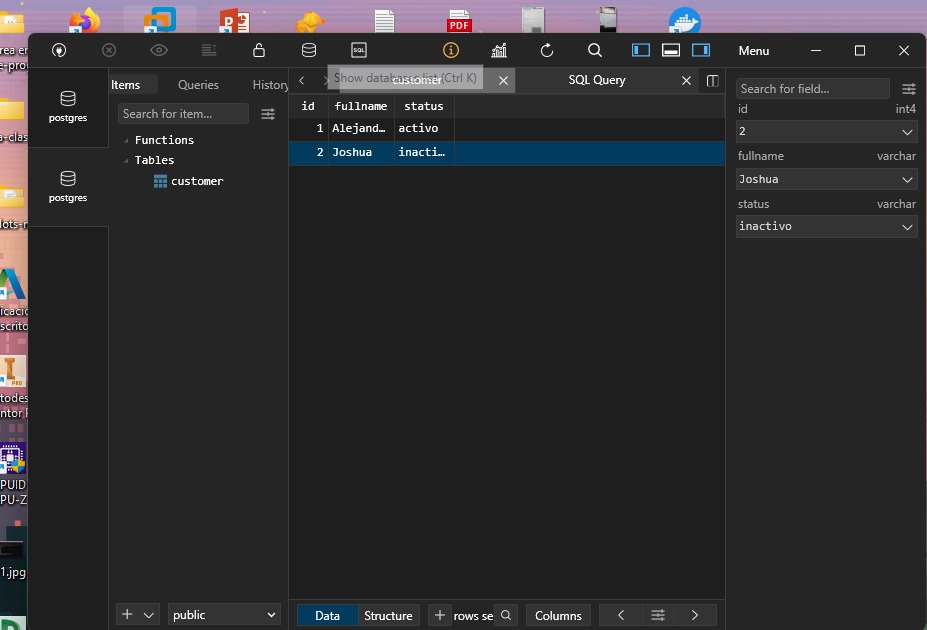 PDF
SQL
Menu
Show database list (Ctrl K)
customer
SQL Query
postgres
postgres
Items
Queries
History
Search for item...
Functions
Tables
customer
id fullname status
1 Alejand… activo
2 Joshua inacti…
Search for field...
id int4
2
fullname varchar
Joshua
status varchar
inactivo
public
Data
Structure
rows se
Columns
rea en
e-pro
a-clas
lots-r
icacio
scrito
PRO
todes
ntor P
PUID
PU-Z
1.jpg